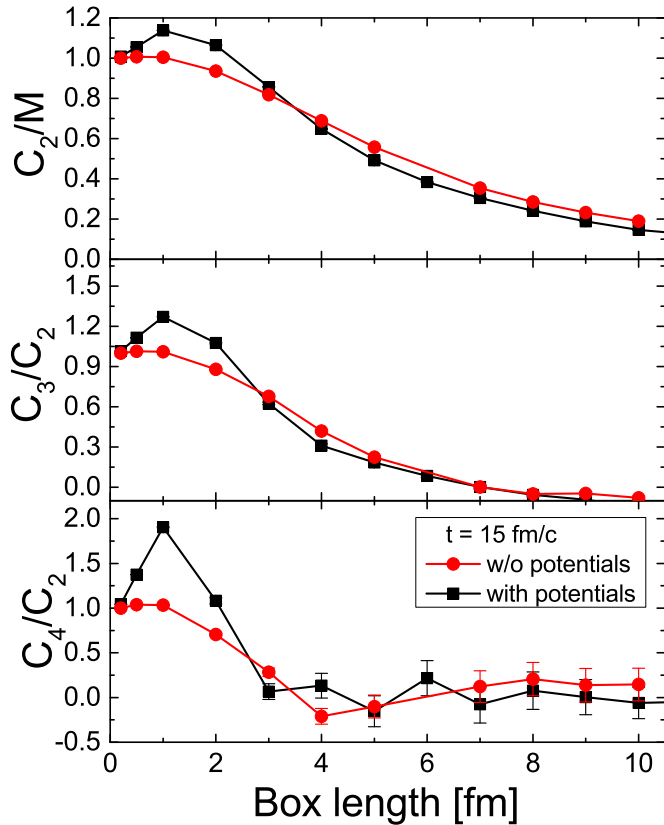 1.2
1.0
0.8
0.6
0.4
0.2
0.0
C₂/M
1.5
1.2
0.9
0.6
0.3
0.0
C₃/C₂
2.0
1.5
1.0
0.5
0.0
-0.5
C₄/C₂
t = 15 fm/c
w/o potentials
with potentials
0 2 4 6 8 10
Box length [fm]